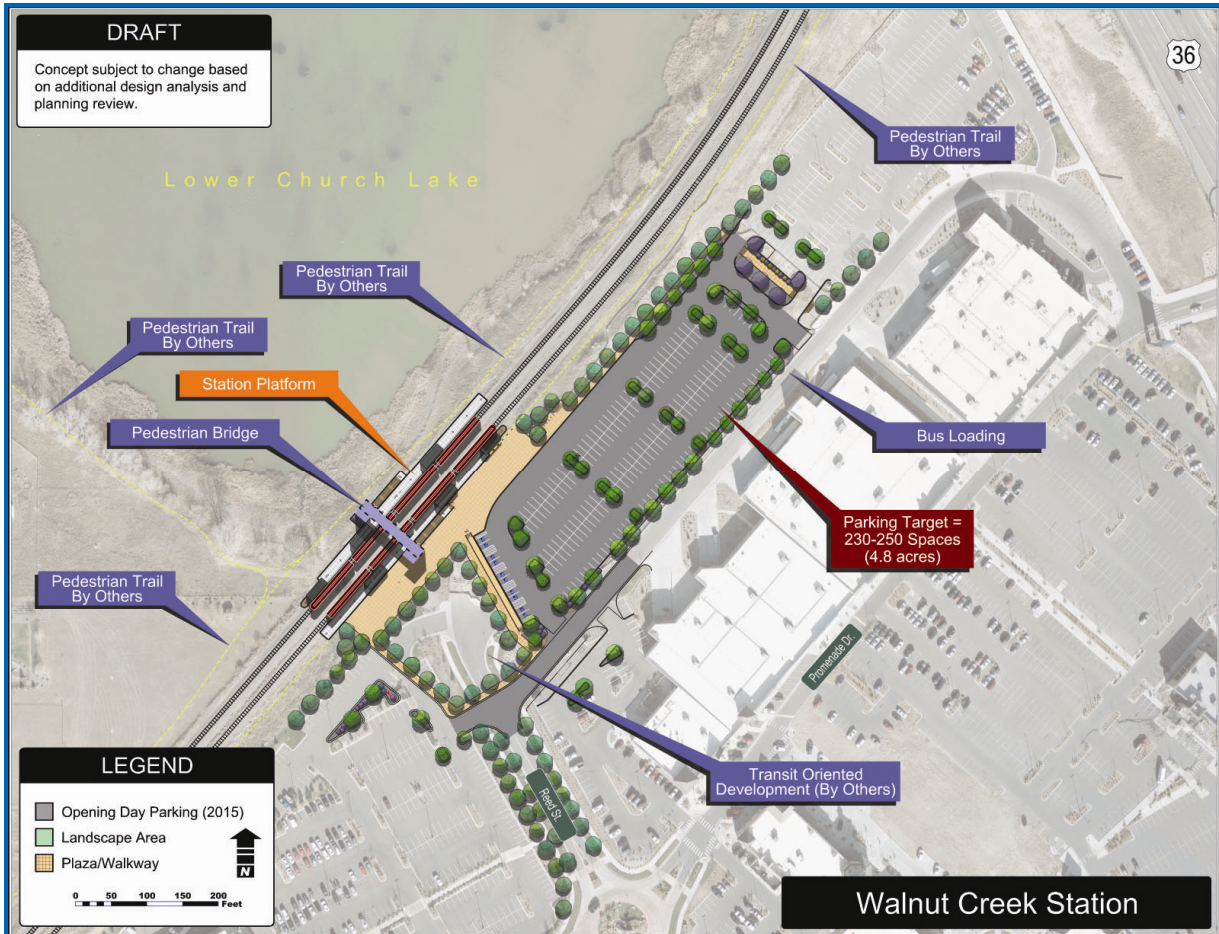 DRAFT
Concept subject to change based
on additional design analysis and
planning review.
36
Pedestrian Trail
By Others
Lower Church Lake
Pedestrian Trail
By Others
Pedestrian Trail
By Others
Station Platform
Pedestrian Bridge
Bus Loading
Parking Target =
230-250 Spaces
(4.8 acres)
Pedestrian Trail
By Others
Promenade Dr.
Transit Oriented
Development (By Others)
Reed St.
LEGEND
Opening Day Parking (2015)
Landscape Area
Plaza/Walkway
N
0 50 100 150 200
Feet
Walnut Creek Station